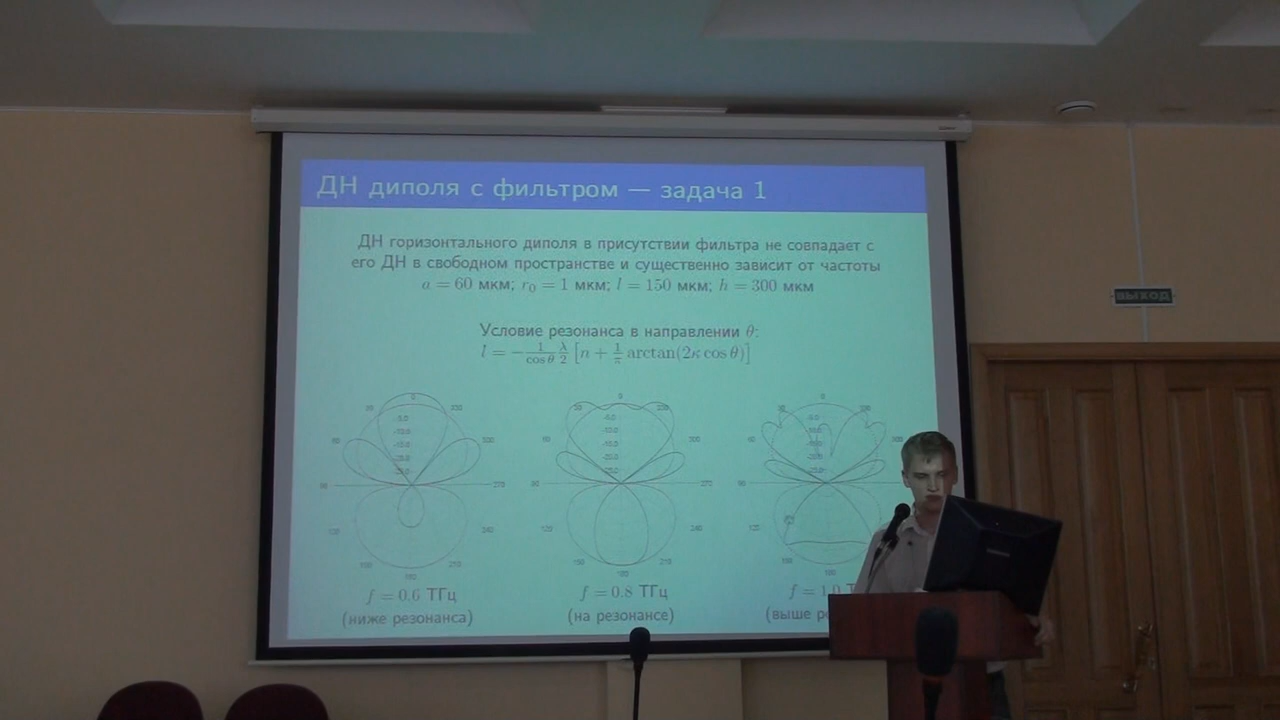 ДН диполя с фильтром — задача 1
ДН горизонтального диполя в присутствии фильтра не совпадает с
его ДН в свободном пространстве и существенно зависит от частоты
a = 60 мкм; r₀ = 1 мкм; l = 150 мкм; h = 300 мкм
Условие резонанса в направлении θ:
l = −1/cos θ λ/2 [n + 1/π arctan(2κ cos θ)]
f = 0.6 ТГц
(ниже резонанса)
f = 0.8 ТГц
(на резонансе)
f = 1.0
(выше
ВЫХОД